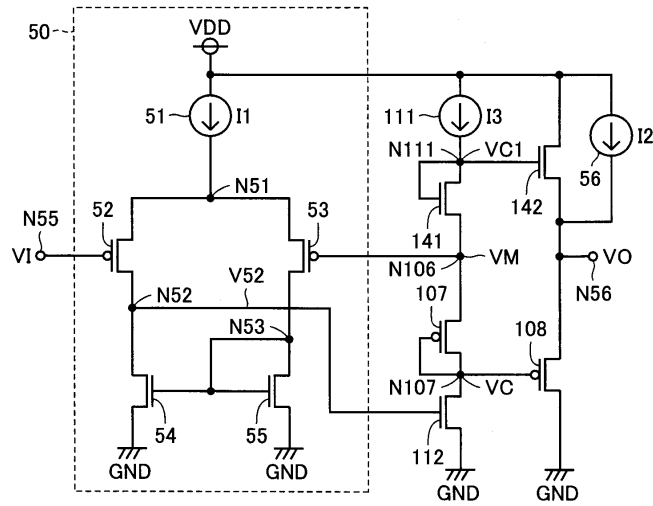 50
VDD
51
I1
111
I3
I2
N111
VC1
56
N51
142
N55
52
53
141
VI
V52
N106
VM
VO
N56
N52
107
N53
108
N107
VC
54
55
112
GND
GND
GND
GND